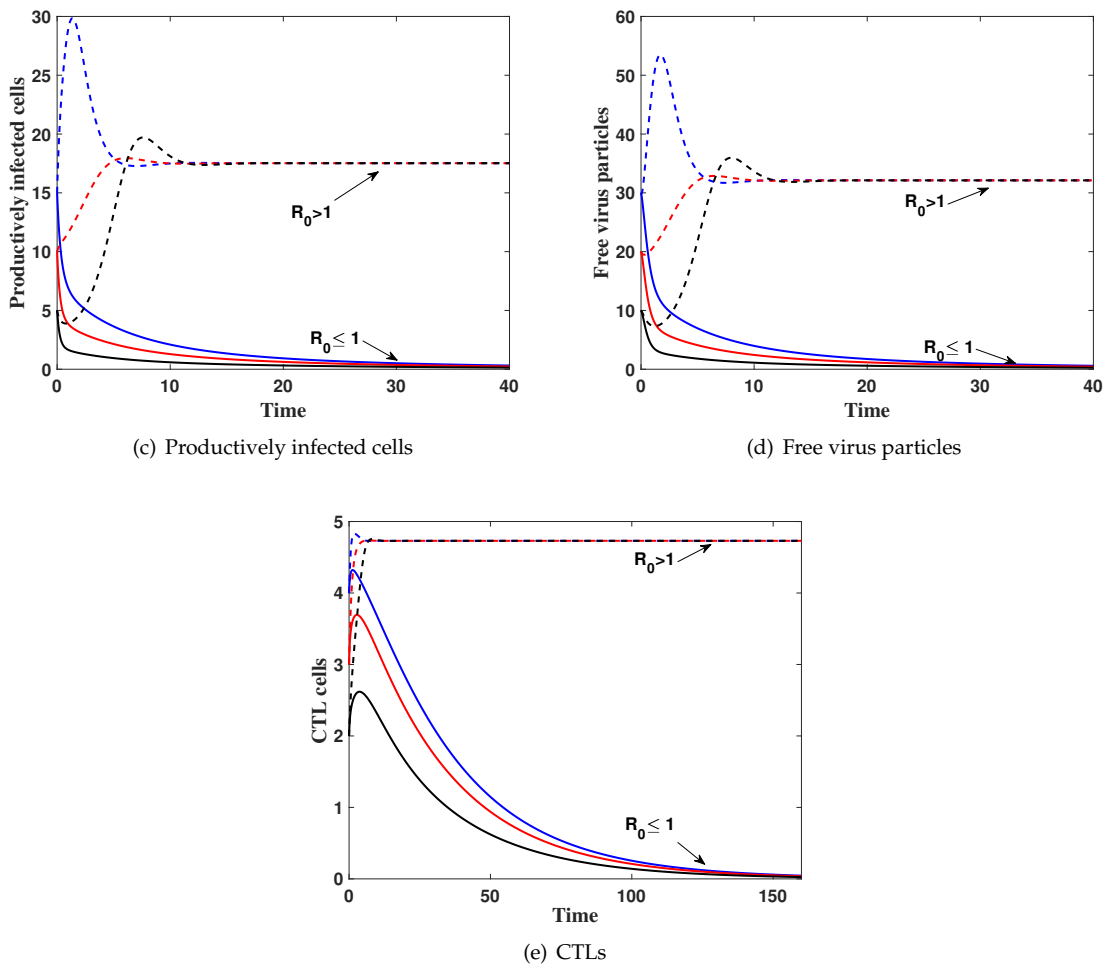 30
25
20
15
10
5
0
Productively infected cells
R0>1
R0≤ 1
0 10 20 30 40
Time
(c) Productively infected cells
60
50
40
30
20
10
0
Free virus particles
R0>1
R0≤ 1
0 10 20 30 40
Time
(d) Free virus particles
5
4
3
2
1
0
CTL cells
R0>1
R0≤ 1
0 50 100 150
Time
(e) CTLs